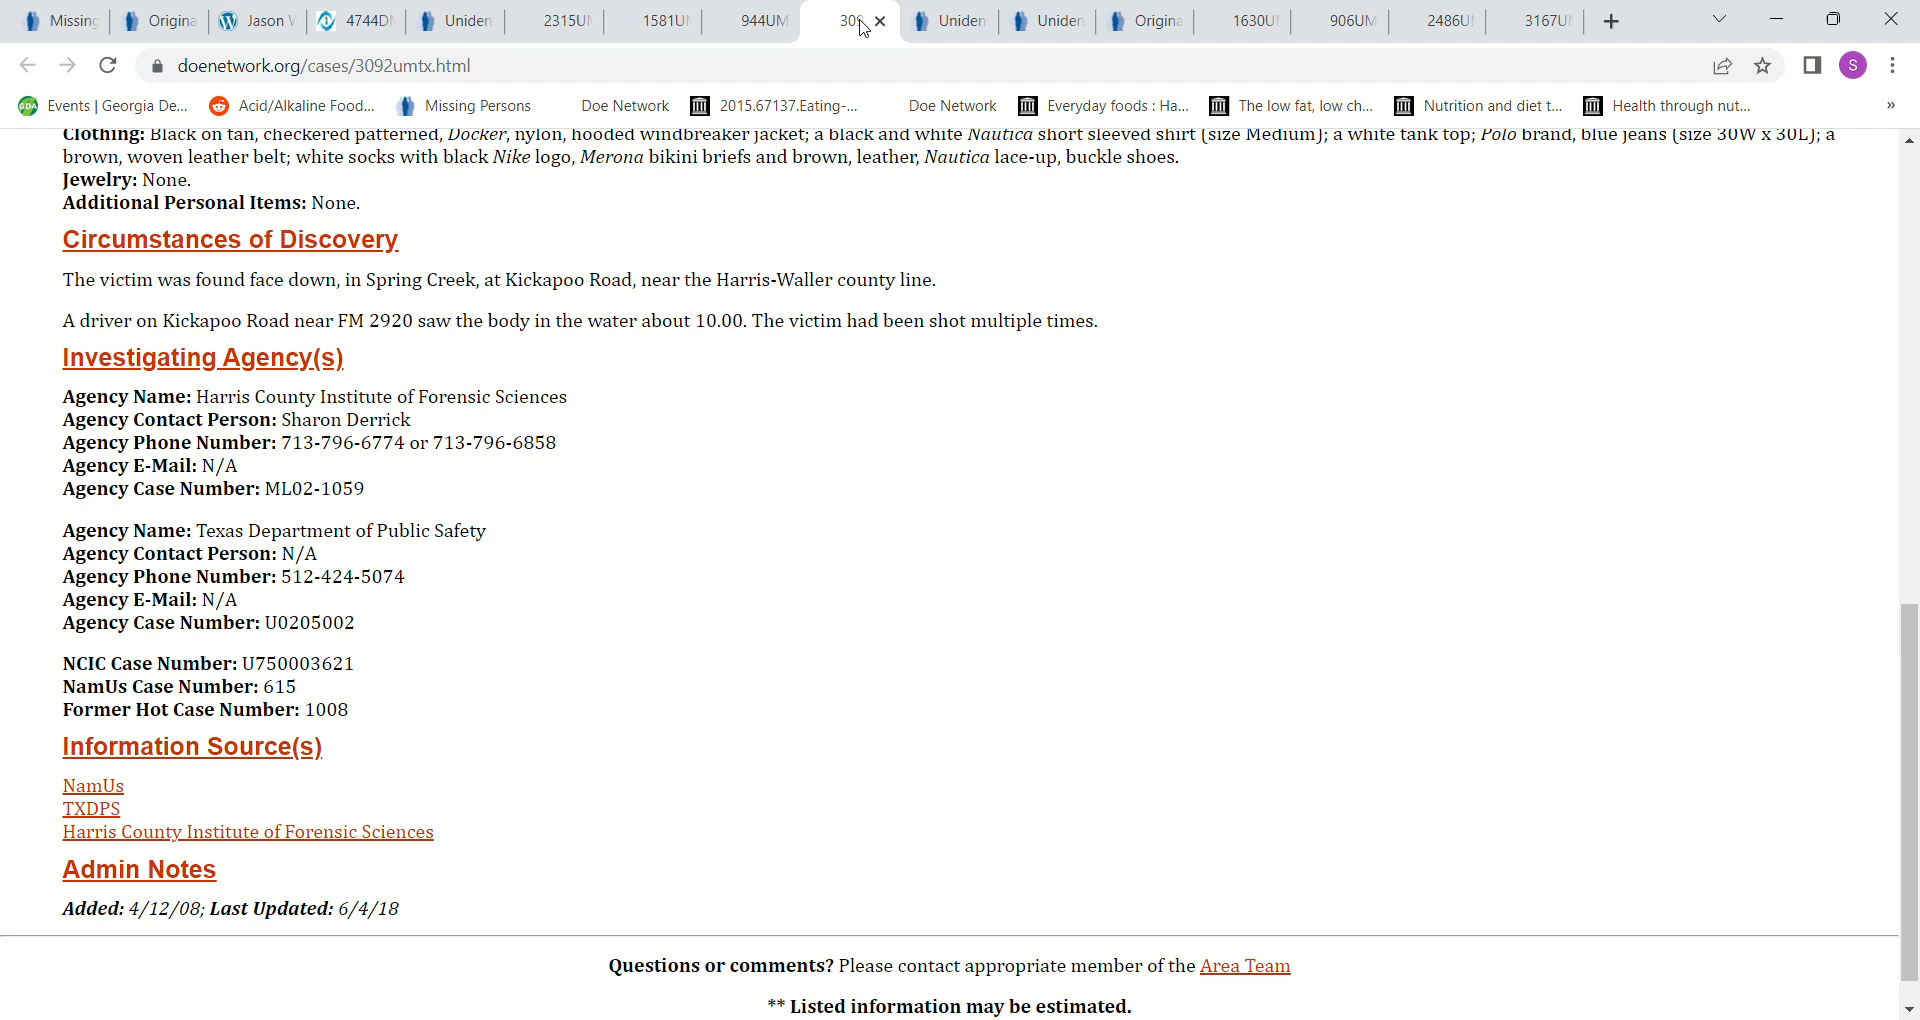 Missing
Origina
Jason
4744D
Uniden
2315U
1581U
944UM
309
Uniden
Uniden
Origina
1630U
906UM
2486U
3167U
doenetwork.org/cases/3092umtx.html
S
Events | Georgia De...
Acid/Alkaline Food...
Missing Persons
Doe Network
2015.67137.Eating-...
Doe Network
Everyday foods : Ha...
The low fat, low ch...
Nutrition and diet t...
Health through nut...
»
Clothing: Black on tan, checkered patterned, Docker, nylon, hooded windbreaker jacket; a black and white Nautica short sleeved shirt (size Medium); a white tank top; Polo brand, blue jeans (size 30W x 30L); a
brown, woven leather belt; white socks with black Nike logo, Merona bikini briefs and brown, leather, Nautica lace-up, buckle shoes.
Jewelry: None.
Additional Personal Items: None.
Circumstances of Discovery
The victim was found face down, in Spring Creek, at Kickapoo Road, near the Harris-Waller county line.
A driver on Kickapoo Road near FM 2920 saw the body in the water about 10.00. The victim had been shot multiple times.
Investigating Agency(s)
Agency Name: Harris County Institute of Forensic Sciences
Agency Contact Person: Sharon Derrick
Agency Phone Number: 713-796-6774 or 713-796-6858
Agency E-Mail: N/A
Agency Case Number: ML02-1059
Agency Name: Texas Department of Public Safety
Agency Contact Person: N/A
Agency Phone Number: 512-424-5074
Agency E-Mail: N/A
Agency Case Number: U0205002
NCIC Case Number: U750003621
NamUs Case Number: 615
Former Hot Case Number: 1008
Information Source(s)
NamUs
TXDPS
Harris County Institute of Forensic Sciences
Admin Notes
Added: 4/12/08; Last Updated: 6/4/18
Questions or comments? Please contact appropriate member of the Area Team
** Listed information may be estimated.